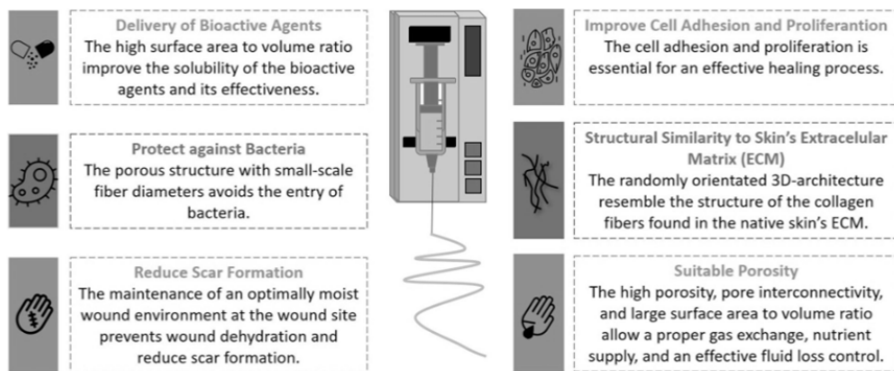 Delivery of Bioactive Agents
The high surface area to volume ratio
improve the solubility of the bioactive
agents and its effectiveness.
Protect against Bacteria
The porous structure with small-scale
fiber diameters avoids the entry of
bacteria.
Reduce Scar Formation
The maintenance of an optimally moist
wound environment at the wound site
prevents wound dehydration and
reduce scar formation.
Improve Cell Adhesion and Proliferantion
The cell adhesion and proliferation is
essential for an effective healing process.
Structural Similarity to Skin's Extracelular
Matrix (ECM)
The randomly orientated 3D-architecture
resemble the structure of the collagen
fibers found in the native skin's ECM.
Suitable Porosity
The high porosity, pore interconnectivity,
and large surface area to volume ratio
allow a proper gas exchange, nutrient
supply, and an effective fluid loss control.